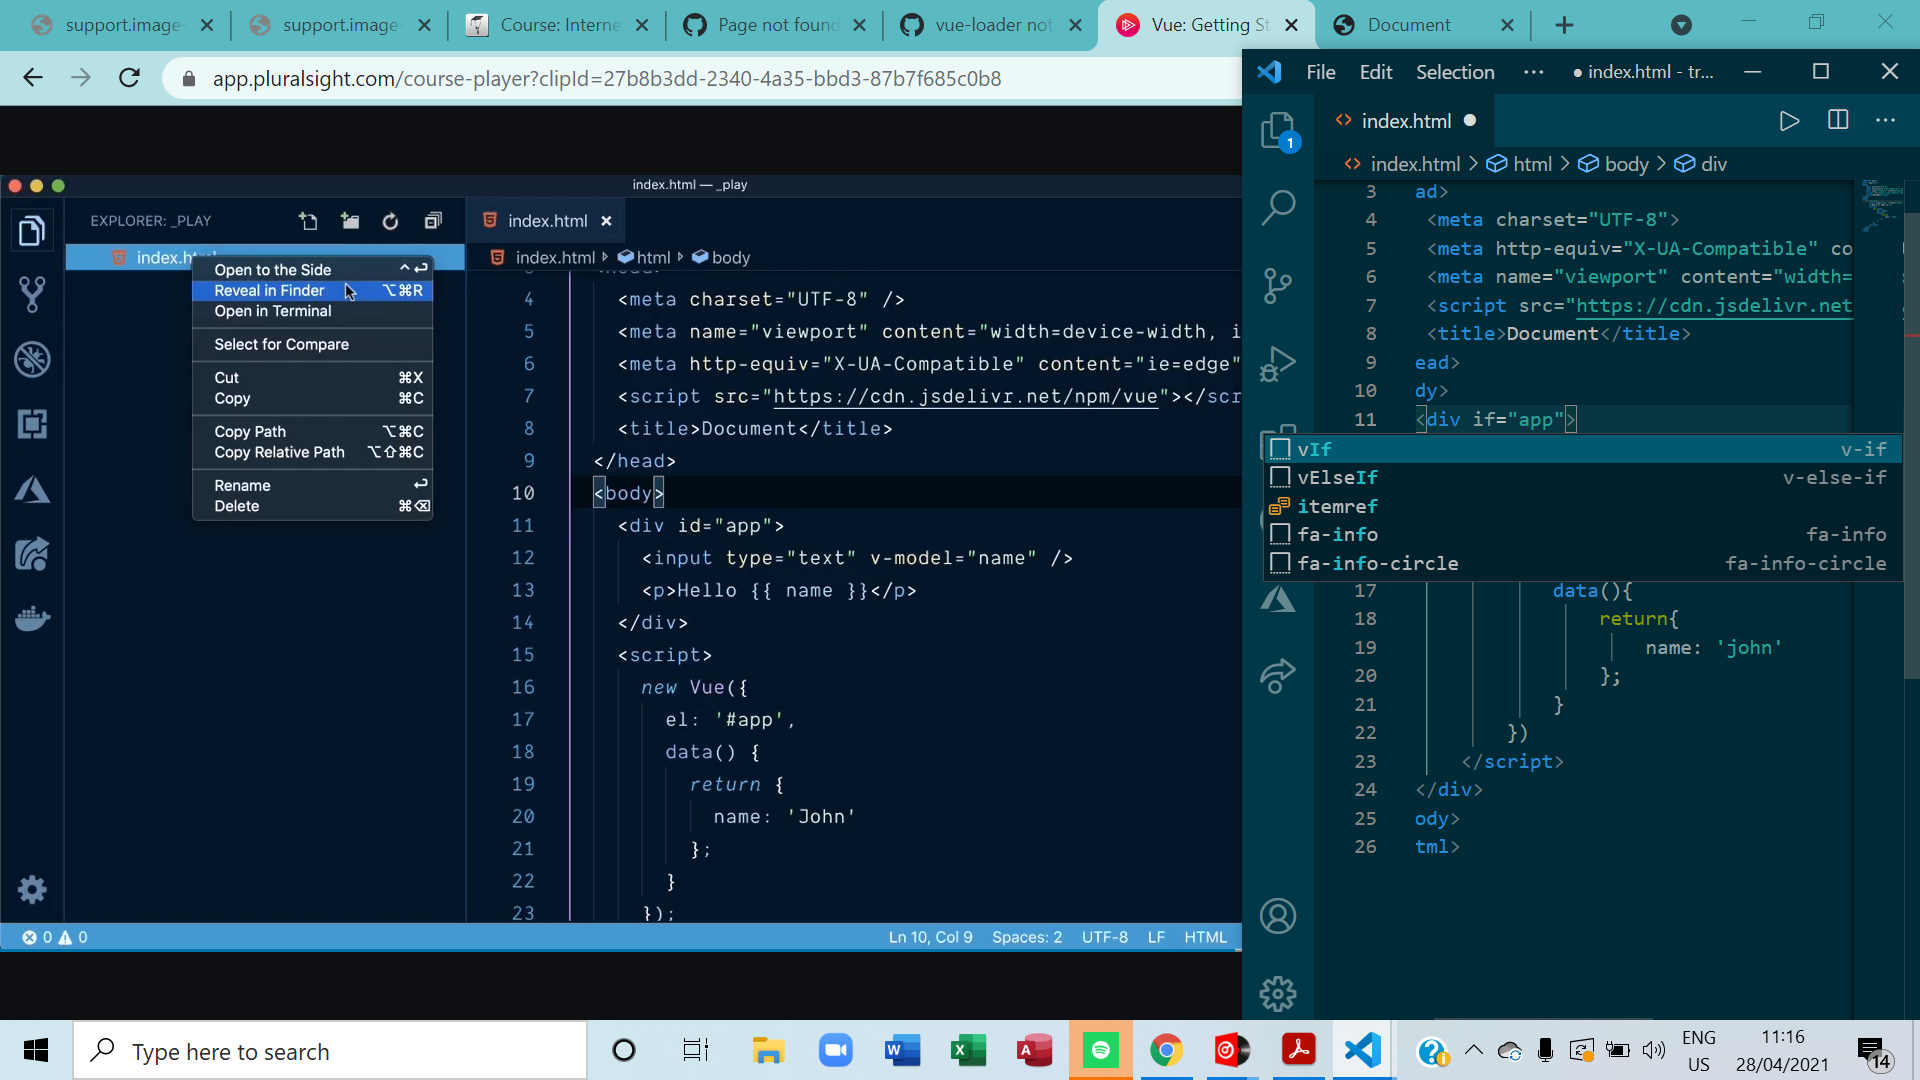 support.image-
support.image-
Course: Interne
Page not found
vue-loader not
Vue: Getting St
Document
app.pluralsight.com/course-player?clipId=27b8b3dd-2340-4a35-bbd3-87b7f685c0b8
index.html — _play
EXPLORER: _PLAY
index.html
Open to the Side
Reveal in Finder ⌥⌘R
Open in Terminal
Select for Compare
Cut ⌘X
Copy ⌘C
Copy Path ⌥⌘C
Copy Relative Path ⌥⇧⌘C
Rename
Delete ⌘⌫
index.html
index.html html body
4 <meta charset="UTF-8" />
5 <meta name="viewport" content="width=device-width, i
6 <meta http-equiv="X-UA-Compatible" content="ie=edge"
7 <script src="https://cdn.jsdelivr.net/npm/vue"></scr
8 <title>Document</title>
9 </head>
10 <body>
11 <div id="app">
12 <input type="text" v-model="name" />
13 <p>Hello {{ name }}</p>
14 </div>
15 <script>
16 new Vue({
17 el: '#app',
18 data() {
19 return {
20 name: 'John'
21 };
22 }
23 });
0 0
Ln 10, Col 9 Spaces: 2 UTF-8 LF HTML
File Edit Selection ··· ● index.html - tr...
1
index.html ●
index.html > html > body > div
3 ad>
4 <meta charset="UTF-8">
5 <meta http-equiv="X-UA-Compatible" co
6 <meta name="viewport" content="width=
7 <script src="https://cdn.jsdelivr.net
8 <title>Document</title>
9 ead>
10 dy>
11 <div if="app">
vIf v-if
vElseIf v-else-if
itemref
fa-info fa-info
fa-info-circle fa-info-circle
17 data(){
18 return{
19 name: 'john'
20 };
21 }
22 })
23 </script>
24 </div>
25 ody>
26 tml>
Type here to search
ENG
US
11:16
28/04/2021
14